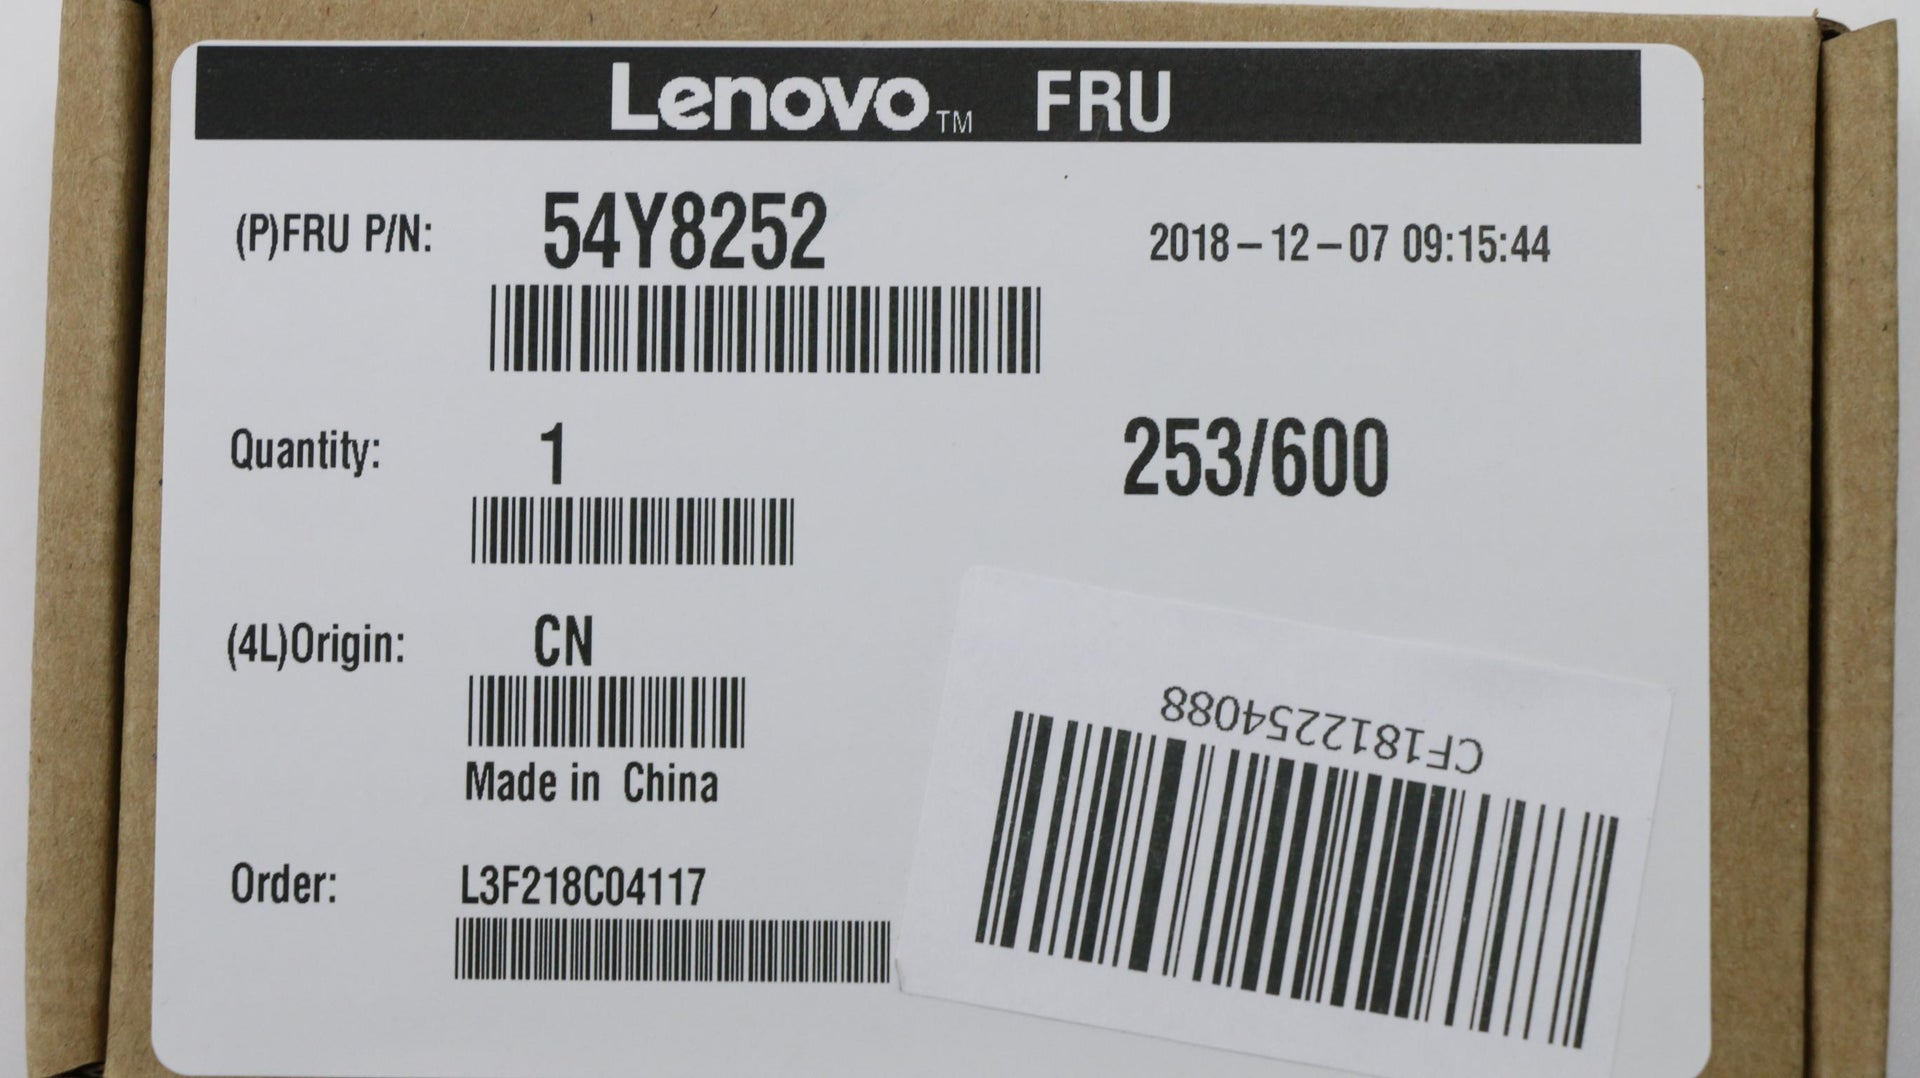 Lenovo™ FRU
(P)FRU P/N: 54Y8252 2018-12-07 09:15:44
Quantity: 1 253/600
(4L)Origin: CN
Made in China
Order: L3F218C04117
CF1812254088